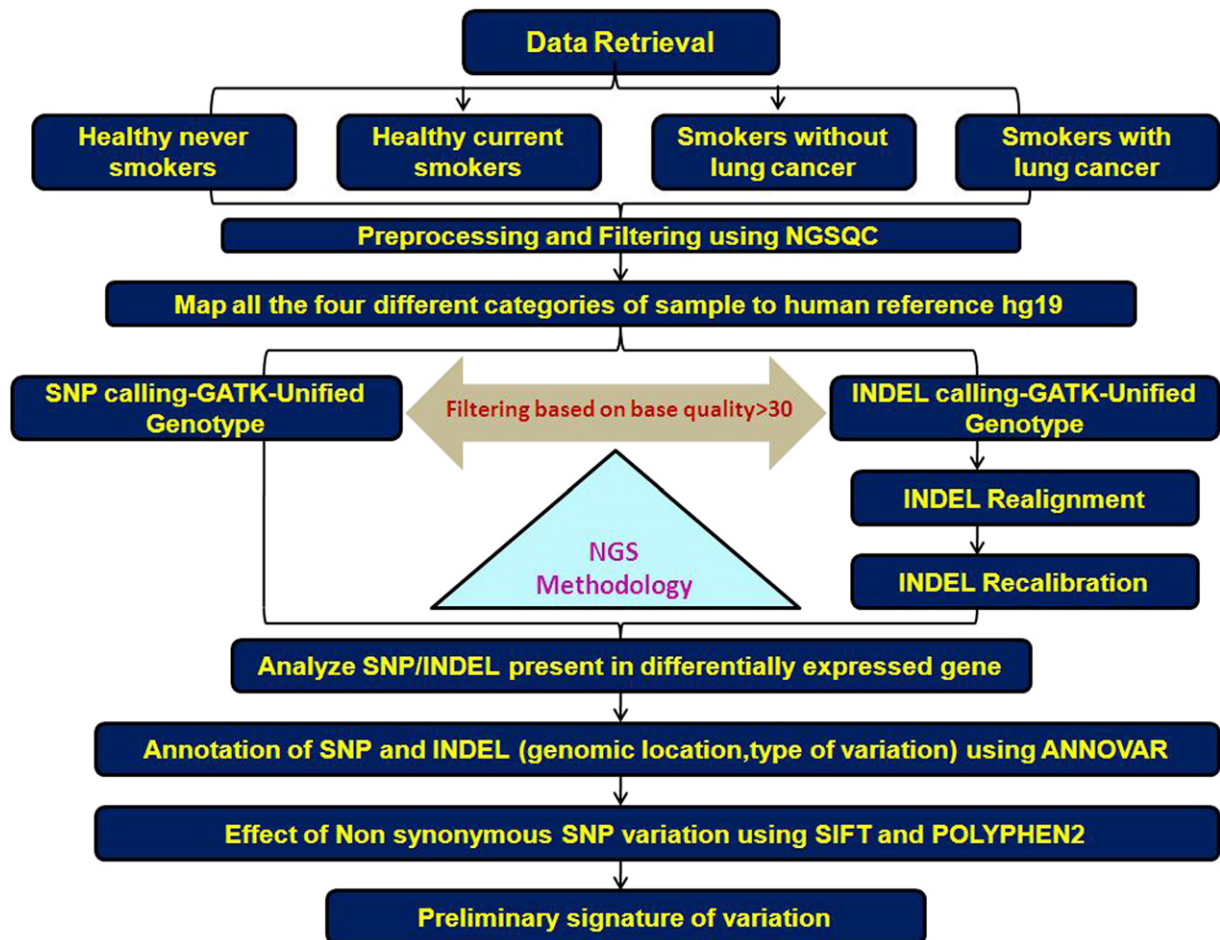 Data Retrieval
Healthy never
smokers
Healthy current
smokers
Smokers without
lung cancer
Smokers with
lung cancer
Preprocessing and Filtering using NGSQC
Map all the four different categories of sample to human reference hg19
SNP calling-GATK-Unified
Genotype
Filtering based on base quality>30
INDEL calling-GATK-Unified
Genotype
INDEL Realignment
NGS
Methodology
INDEL Recalibration
Analyze SNP/INDEL present in differentially expressed gene
Annotation of SNP and INDEL (genomic location,type of variation) using ANNOVAR
Effect of Non synonymous SNP variation using SIFT and POLYPHEN2
Preliminary signature of variation